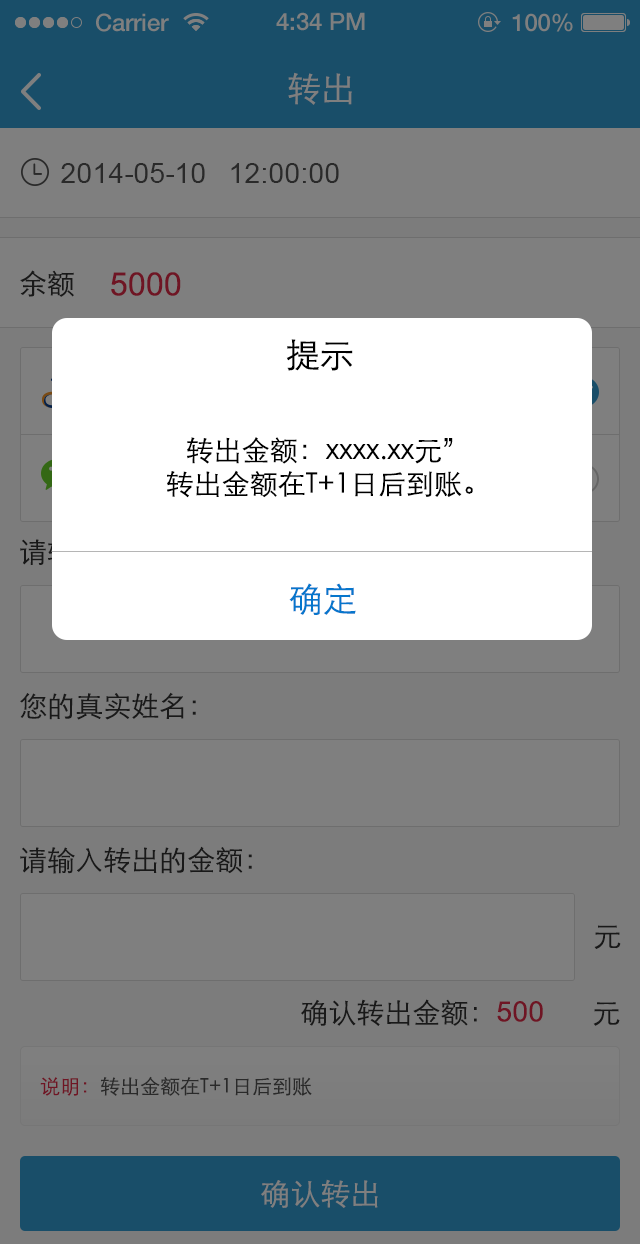 Carrier 4:34 PM 100%
转出
2014-05-10 12:00:00
余额 5000
提示
转出金额：xxxx.xx元”
转出金额在T+1日后到账。
确定
请
您的真实姓名：
请输入转出的金额：
元
确认转出金额：500 元
说明：转出金额在T+1日后到账
确认转出